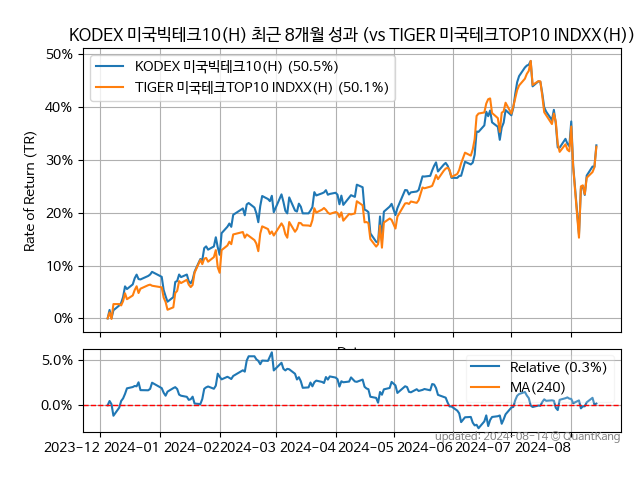 KODEX 미국빅테크10(H) 최근 8개월 성과 (vs TIGER 미국테크TOP10 INDXX(H))
50%
40%
30%
20%
10%
0%
Rate of Return (TR)
KODEX 미국빅테크10(H) (50.5%)
TIGER 미국테크TOP10 INDXX(H) (50.1%)
5.0%
0.0%
Relative (0.3%)
MA(240)
updated: 2024-08-14 © QuantKang
2023-12 2024-01 2024-02 2024-03 2024-04 2024-05 2024-06 2024-07 2024-08